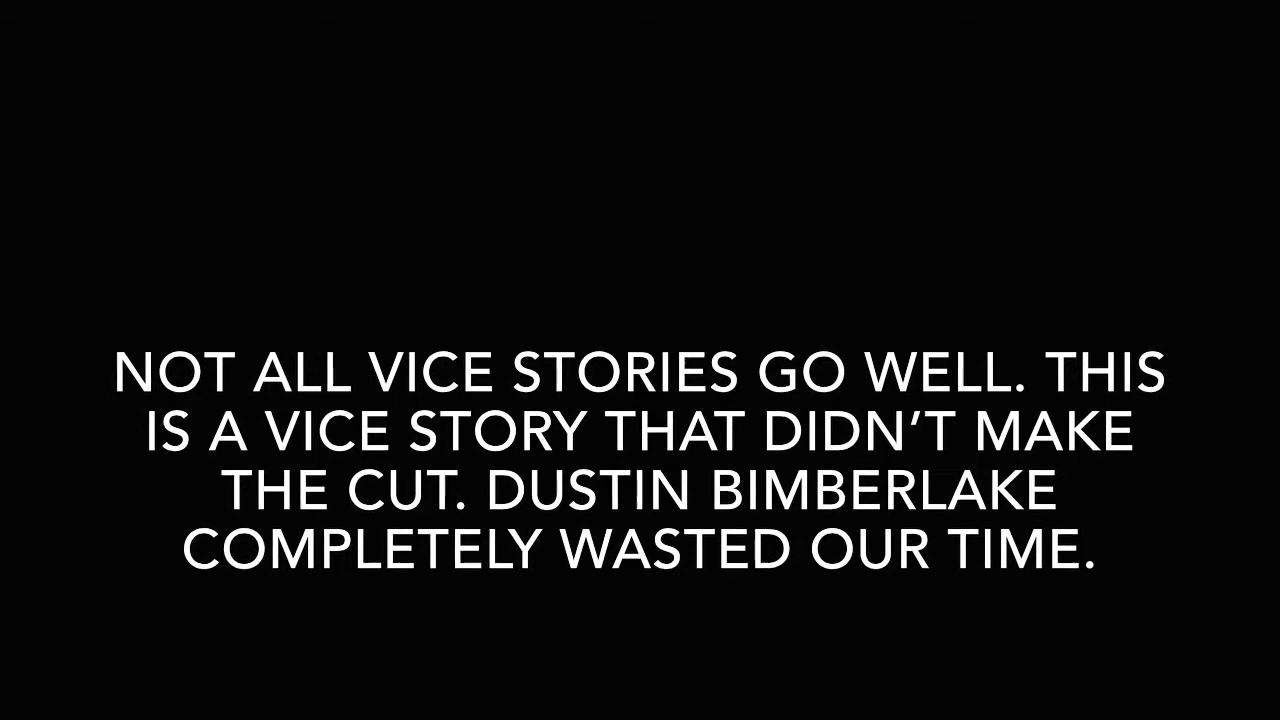 NOT ALL VICE STORIES GO WELL. THIS
IS A VICE STORY THAT DIDN’T MAKE
THE CUT. DUSTIN BIMBERLAKE
COMPLETELY WASTED OUR TIME.